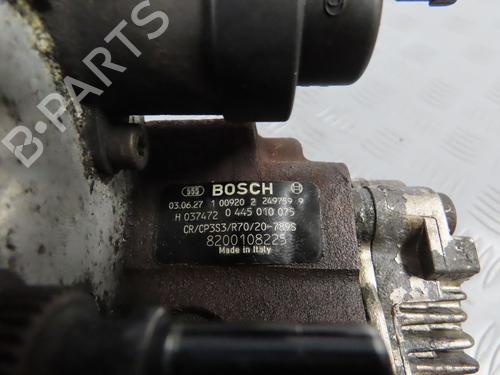 B-PARTS
BOSCH
03.06.27 1 00920 2 249759 9
H 037472 0 445 010 075
CR/CP3S3/R70/20-789S
8200108225
Made in Italy